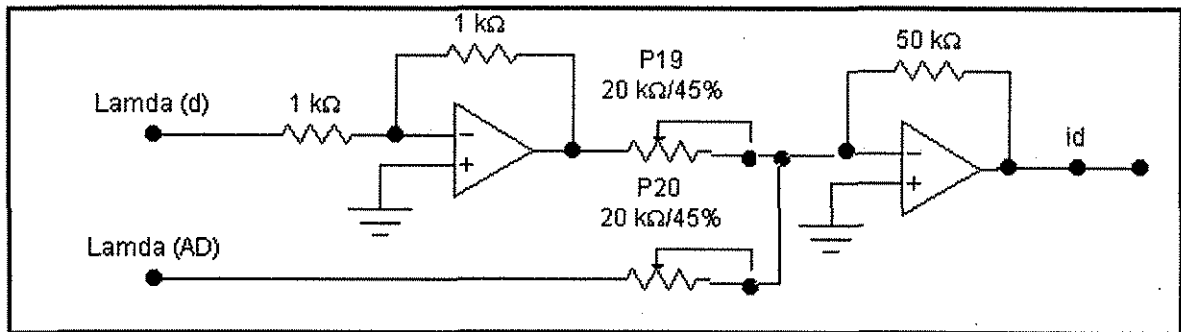 1 kΩ
50 kΩ
P19
20 kΩ/45%
Lamda (d)
1 kΩ
id
P20
20 kΩ/45%
Lamda (AD)